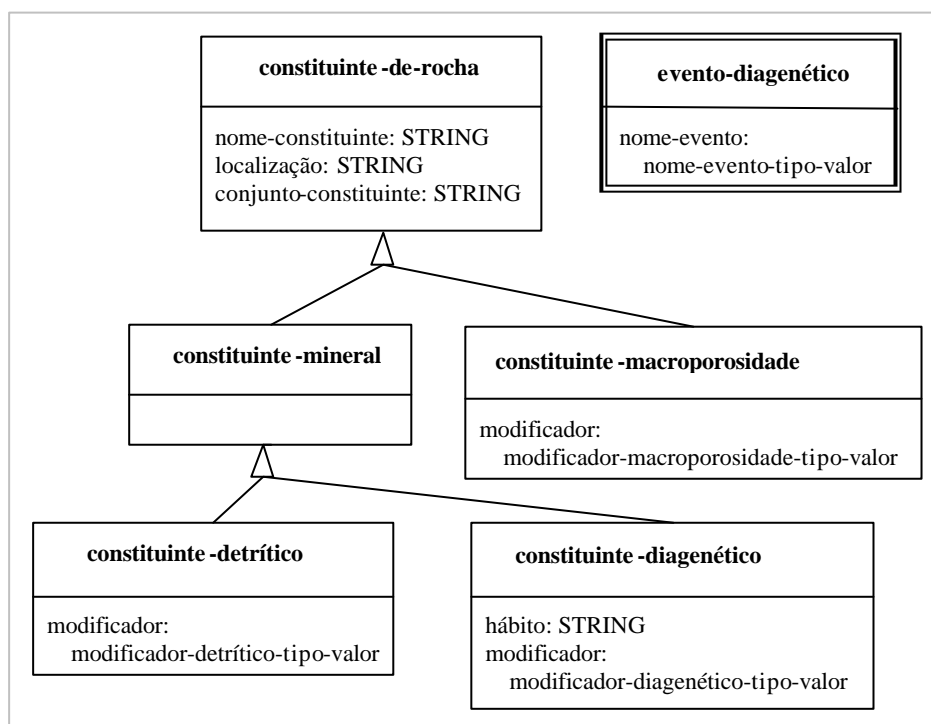 constituinte-de-rocha
nome-constituinte: STRING
localização: STRING
conjunto-constituinte: STRING
evento-diagenético
nome-evento:
nome-evento-tipo-valor
constituinte-mineral
constituinte-macroporosidade
modificador:
modificador-macroporosidade-tipo-valor
constituinte-detrítico
modificador:
modificador-detrítico-tipo-valor
constituinte-diagenético
hábito: STRING
modificador:
modificador-diagenético-tipo-valor